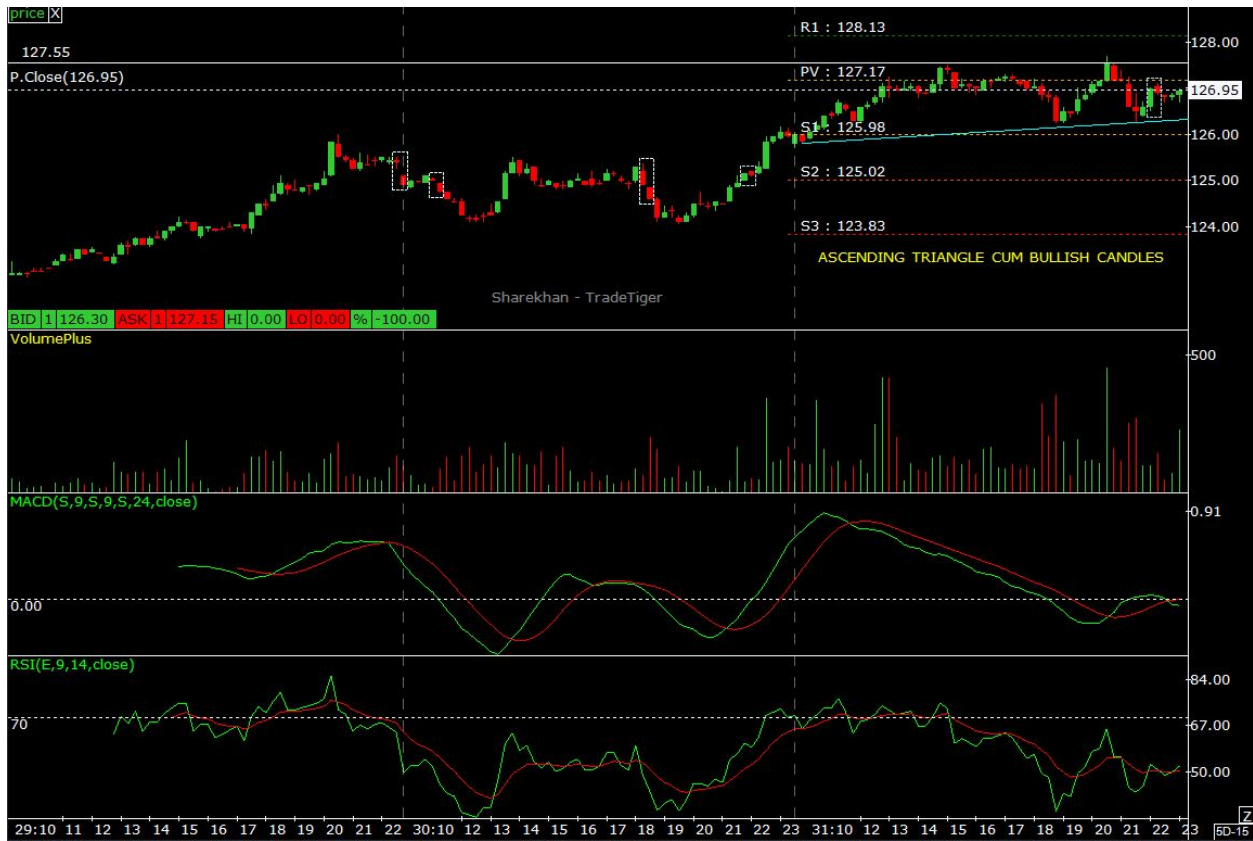 price X
127.55
P.Close(126.95)
R1 : 128.13
PV : 127.17
S1 : 125.98
S2 : 125.02
S3 : 123.83
128.00
126.95
126.00
125.00
124.00
ASCENDING TRIANGLE CUM BULLISH CANDLES
Sharekhan - TradeTiger
BID 1 126.30 ASK 1 127.15 HI 0.00 LO 0.00 % -100.00
VolumePlus
500
MACD(S,9,S,9,S,24,close)
0.91
0.00
RSI(E,9,14,close)
84.00
70
67.00
50.00
29:10 11 12 13 14 15 16 17 18 19 20 21 22 30:10 12 13 14 15 16 17 18 19 20 21 22 23 31:10 12 13 14 15 16 17 18 19 20 21 22 23
Z
5D-15